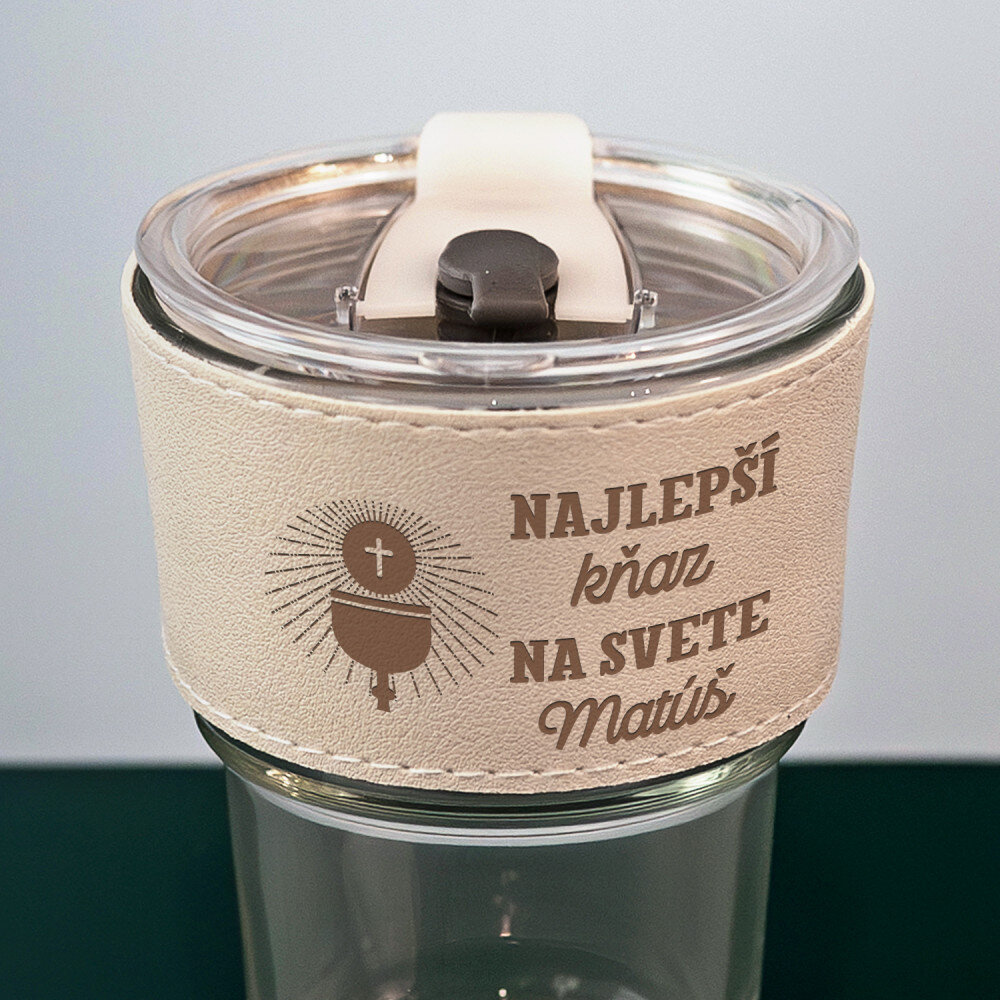 NAJLEPŠÍ
kňaz
NA SVETE
Matúš